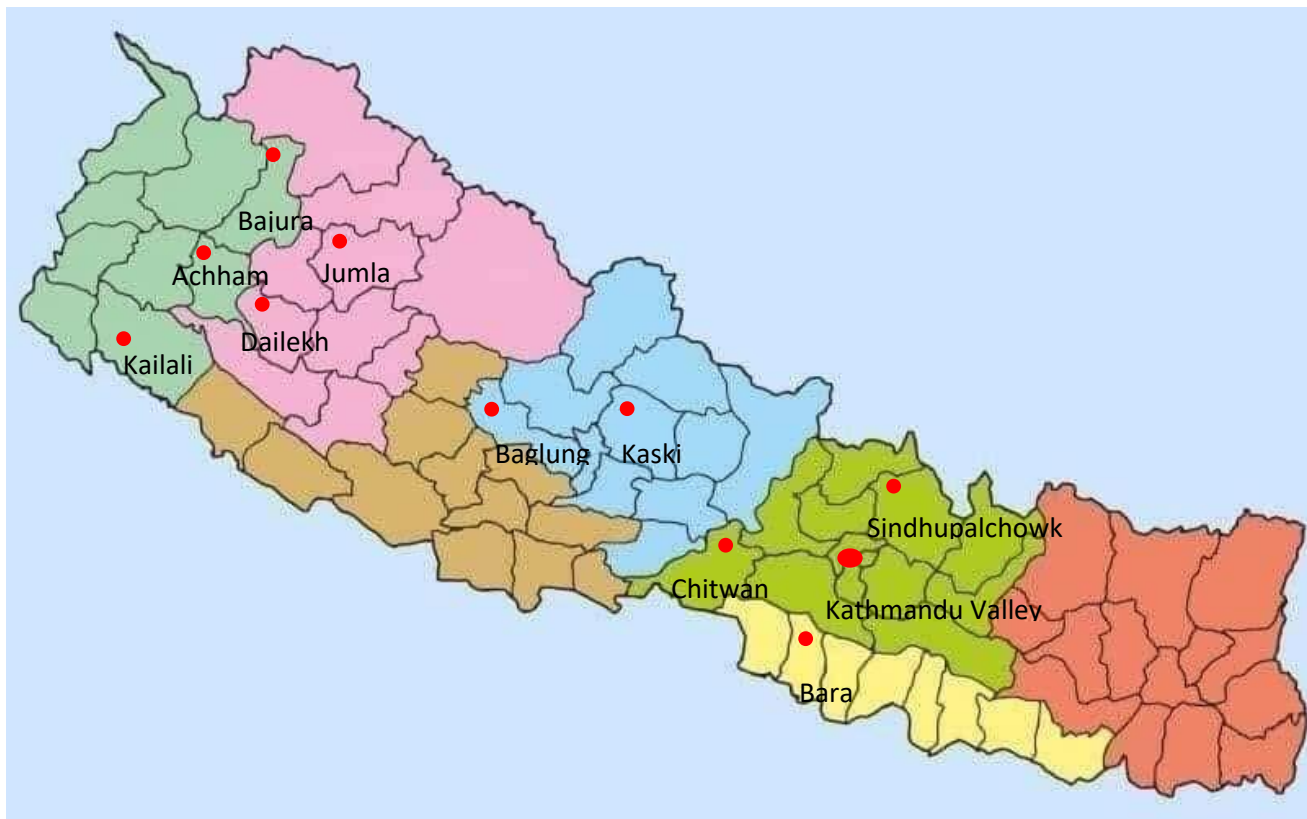 Bajura
Achham
Jumla
Dailekh
Kailali
Baglung
Kaski
Sindhupalchowk
Chitwan
Kathmandu Valley
Bara